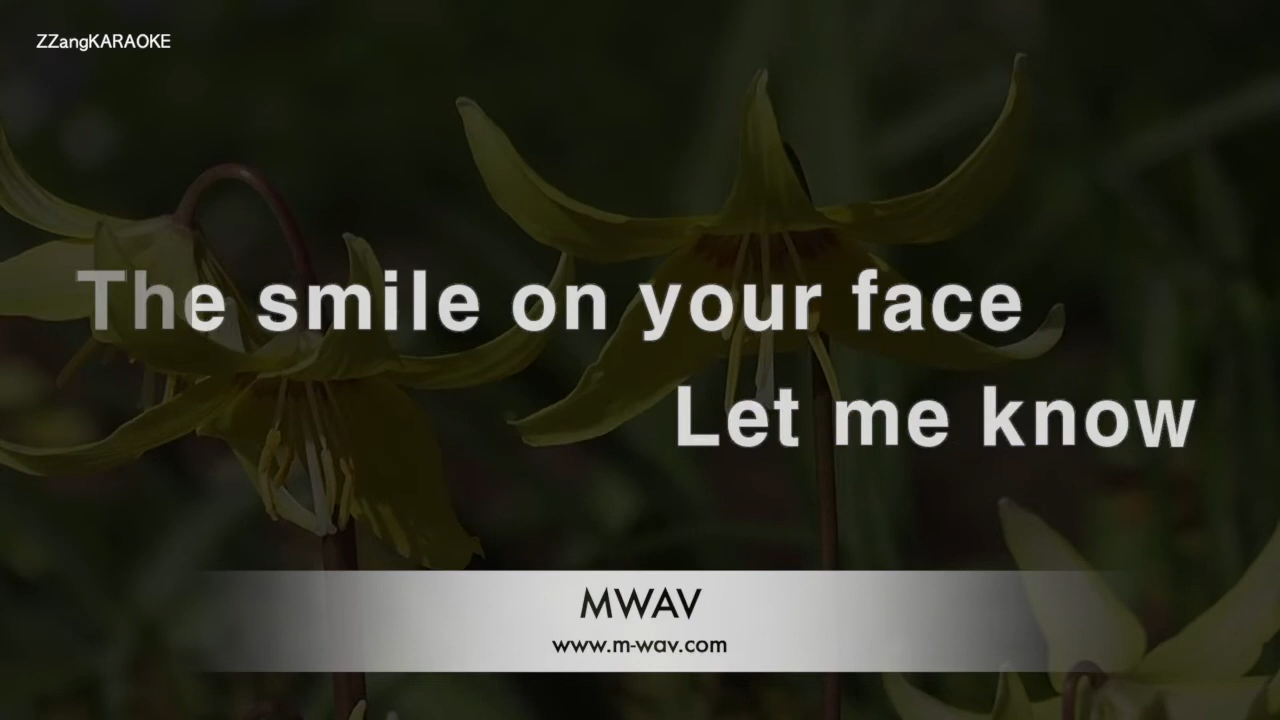 ZZangKARAOKE
The smile on your face
Let me know
MWAV
www.m-wav.com